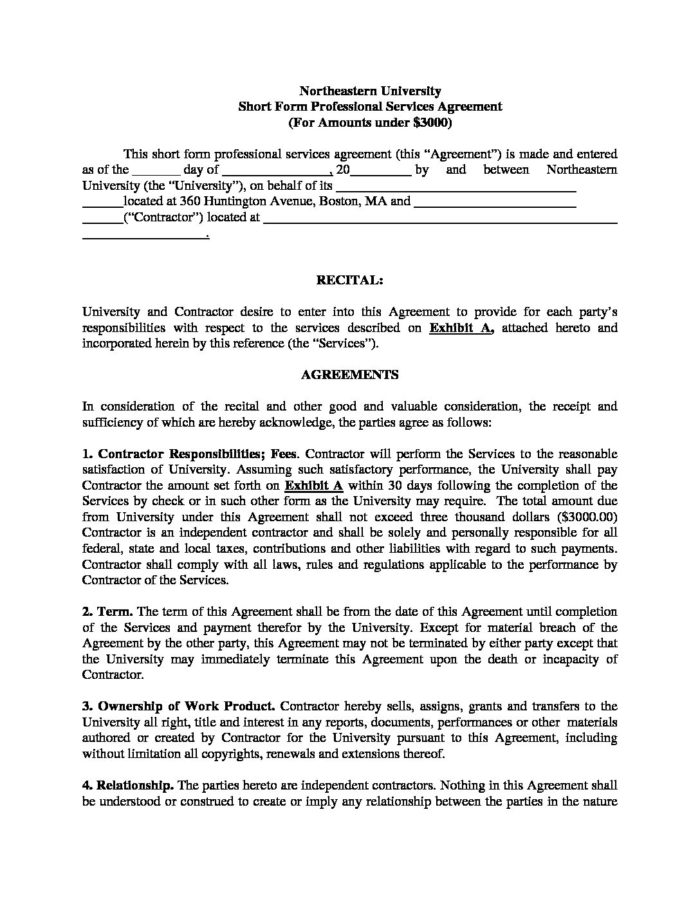 Northeastern University
Short Form Professional Services Agreement
(For Amounts under $3000)
This short form professional services agreement (this “Agreement”) is made and entered
as of the ________ day of __________________, 20__________ by and between Northeastern
University (the “University”), on behalf of its ______________________________________
_______located at 360 Huntington Avenue, Boston, MA and __________________________
_______(“Contractor”) located at _________________________________________________________
____________________.
RECITAL:
University and Contractor desire to enter into this Agreement to provide for each party’s
responsibilities with respect to the services described on Exhibit A, attached hereto and
incorporated herein by this reference (the “Services”).
AGREEMENTS
In consideration of the recital and other good and valuable consideration, the receipt and
sufficiency of which are hereby acknowledge, the parties agree as follows:
1. Contractor Responsibilities; Fees. Contractor will perform the Services to the reasonable
satisfaction of University. Assuming such satisfactory performance, the University shall pay
Contractor the amount set forth on Exhibit A within 30 days following the completion of the
Services by check or in such other form as the University may require. The total amount due
from University under this Agreement shall not exceed three thousand dollars ($3000.00)
Contractor is an independent contractor and shall be solely and personally responsible for all
federal, state and local taxes, contributions and other liabilities with regard to such payments.
Contractor shall comply with all laws, rules and regulations applicable to the performance by
Contractor of the Services.
2. Term. The term of this Agreement shall be from the date of this Agreement until completion
of the Services and payment therefor by the University. Except for material breach of the
Agreement by the other party, this Agreement may not be terminated by either party except that
the University may immediately terminate this Agreement upon the death or incapacity of
Contractor.
3. Ownership of Work Product. Contractor hereby sells, assigns, grants and transfers to the
University all right, title and interest in any reports, documents, performances or other materials
authored or created by Contractor for the University pursuant to this Agreement, including
without limitation all copyrights, renewals and extensions thereof.
4. Relationship. The parties hereto are independent contractors. Nothing in this Agreement shall
be understood or construed to create or imply any relationship between the parties in the nature